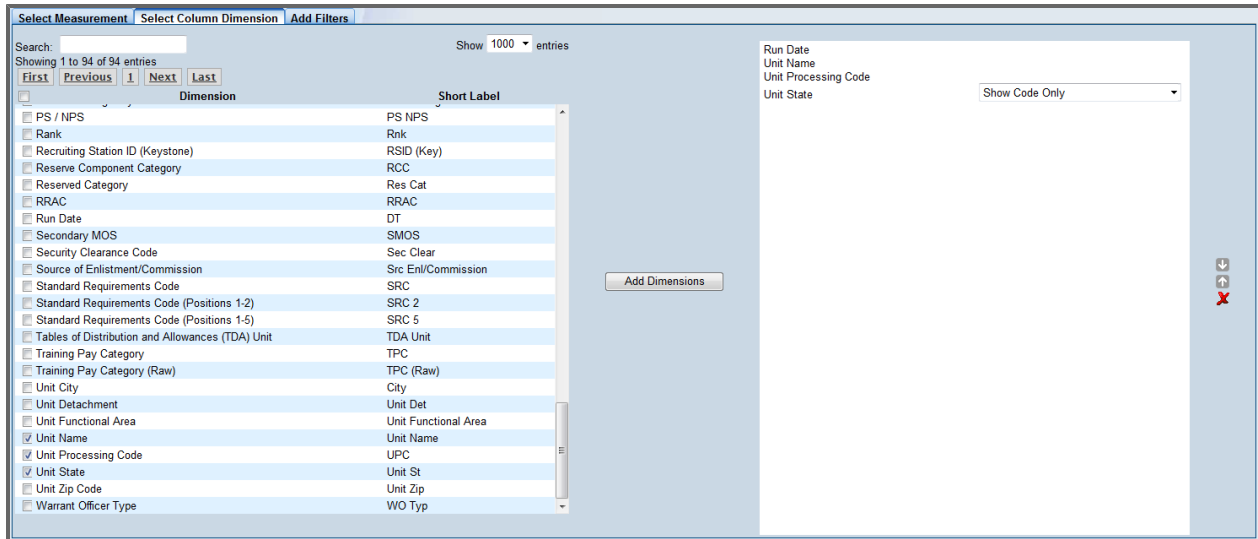 Select Measurement Select Column Dimension Add Filters
Search: Show 1000 entries
Showing 1 to 94 of 94 entries
First Previous 1 Next Last
Dimension Short Label
PS / NPS PS NPS
Rank Rnk
Recruiting Station ID (Keystone) RSID (Key)
Reserve Component Category RCC
Reserved Category Res Cat
RRAC RRAC
Run Date DT
Secondary MOS SMOS
Security Clearance Code Sec Clear
Source of Enlistment/Commission Src Enl/Commission
Standard Requirements Code SRC
Standard Requirements Code (Positions 1-2) SRC 2
Standard Requirements Code (Positions 1-5) SRC 5
Tables of Distribution and Allowances (TDA) Unit TDA Unit
Training Pay Category TPC
Training Pay Category (Raw) TPC (Raw)
Unit City City
Unit Detachment Unit Det
Unit Functional Area Unit Functional Area
Unit Name Unit Name
Unit Processing Code UPC
Unit State Unit St
Unit Zip Code Unit Zip
Warrant Officer Type WO Typ
Add Dimensions
Run Date
Unit Name
Unit Processing Code
Unit State Show Code Only